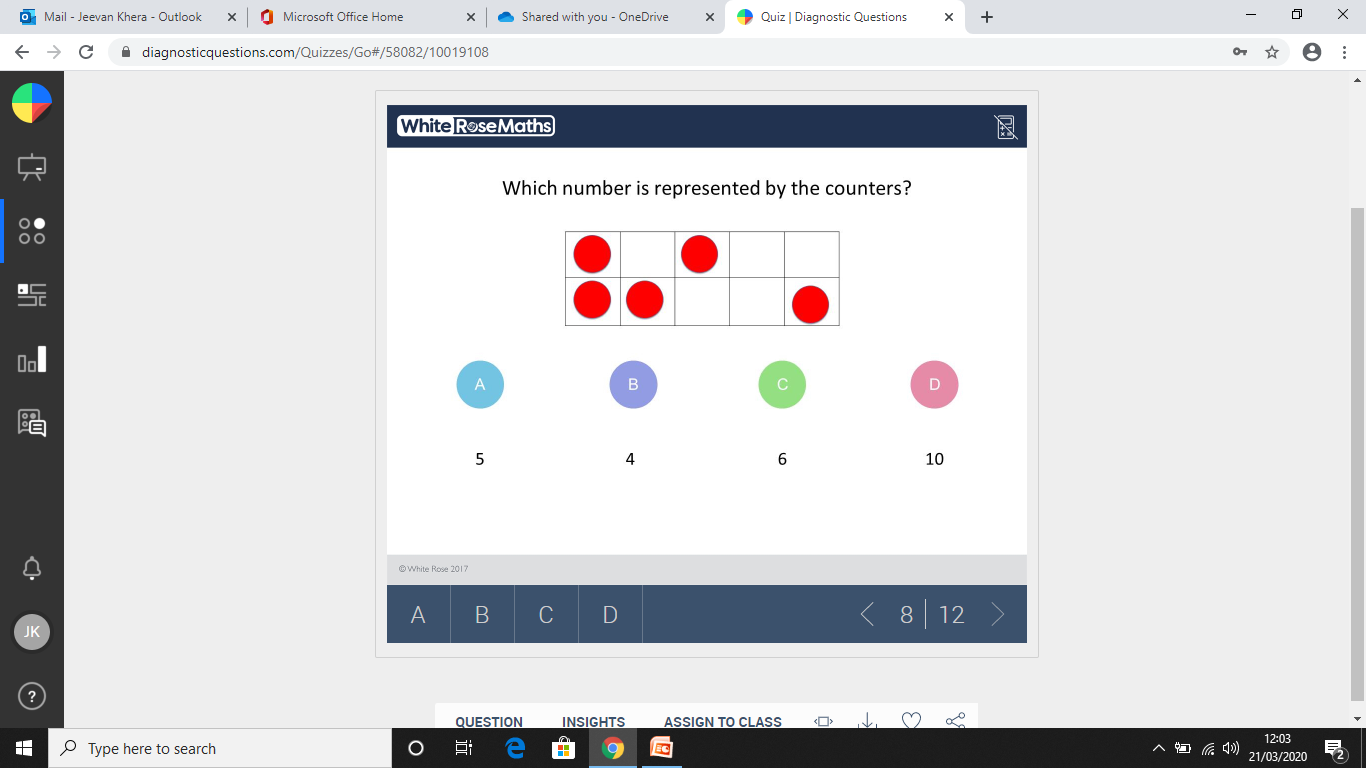 Mail - Jeevan Khera - Outlook
Microsoft Office Home
Shared with you - OneDrive
Quiz | Diagnostic Questions
diagnosticquestions.com/Quizzes/Go#/58082/10019108
White Rose Maths
Which number is represented by the counters?
A B C D
5 4 6 10
© White Rose 2017
A B C D 8 | 12
JK
?
QUESTION INSIGHTS ASSIGN TO CLASS
Type here to search
12:03
21/03/2020
2